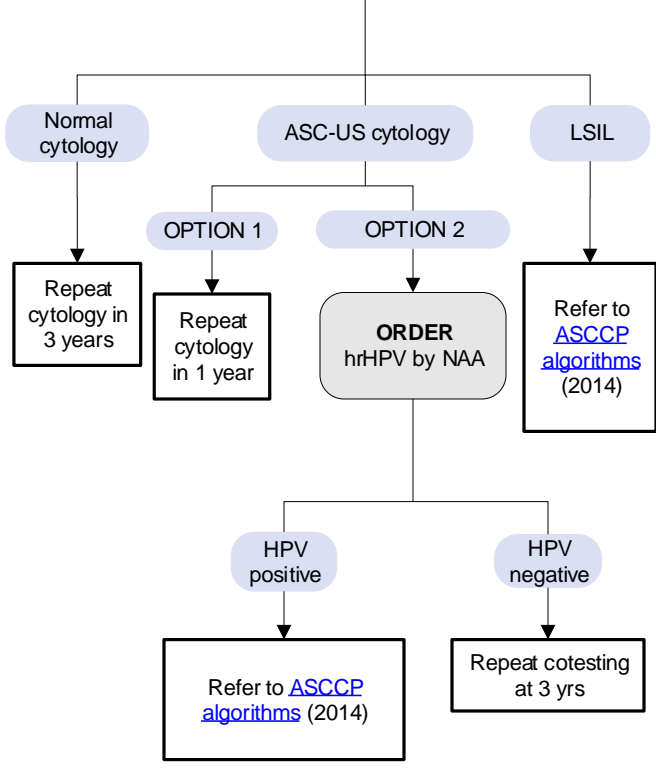 Normal
cytology
ASC-US cytology
LSIL
OPTION 1
OPTION 2
Repeat
cytology in
3 years
Repeat
cytology
in 1 year
ORDER
hrHPV by NAA
Refer to
ASCCP
algorithms
(2014)
HPV
positive
HPV
negative
Refer to ASCCP
algorithms (2014)
Repeat cotesting
at 3 yrs